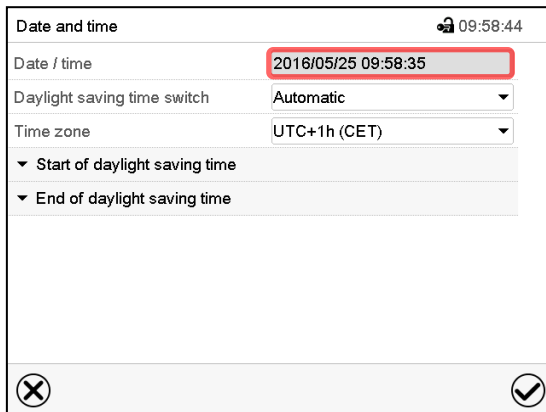 Date and time 09:58:44
Date / time 2016/05/25 09:58:35
Daylight saving time switch Automatic
Time zone UTC+1h (CET)
Start of daylight saving time
End of daylight saving time